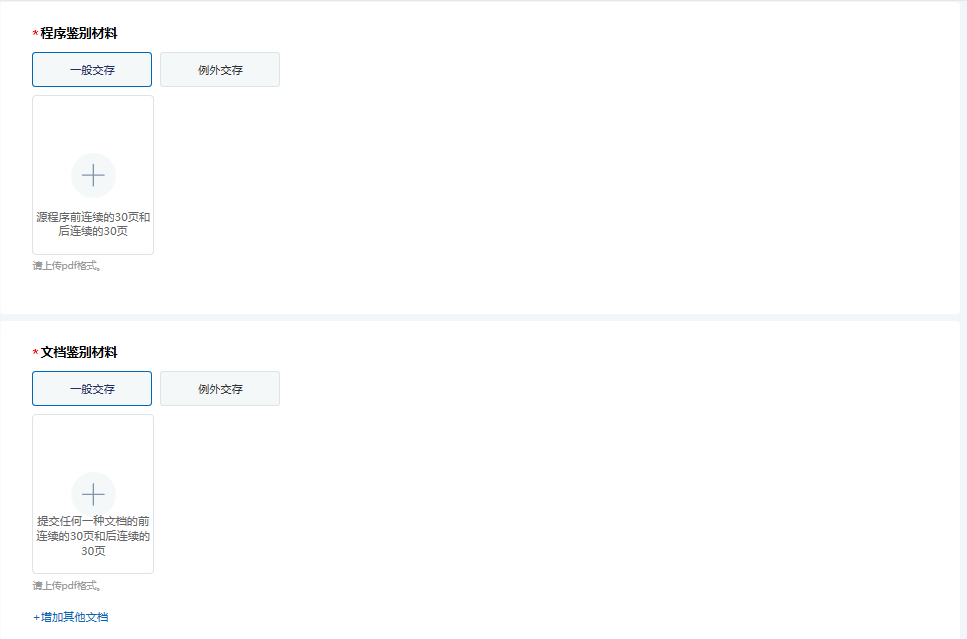 *程序鉴别材料
一般交存
例外交存
源程序前连续的30页和
后连续的30页
请上传pdf格式。
*文档鉴别材料
一般交存
例外交存
提交任何一种文档的前
连续的30页和后连续的
30页
请上传pdf格式。
+增加其他文档